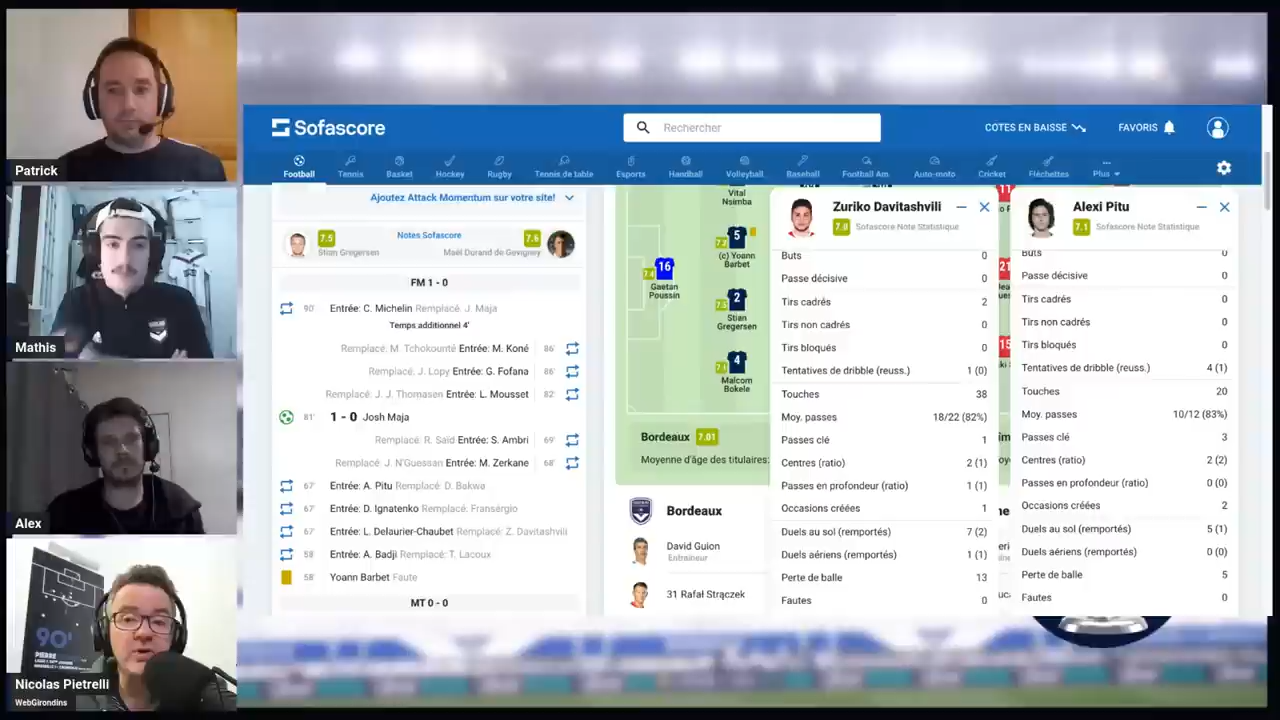 Patrick
Mathis
Alex
90'
PIERRE
Nicolas Pietrelli
WebGirondins
Sofascore
Rechercher
COTES EN BAISSE
FAVORIS
Football
Tennis
Basket
Hockey
Rugby
Tennis de table
Esports
Handball
Volleyball
Baseball
Football Am.
Auto-moto
Cricket
Fléchettes
Plus
Ajoutez Attack Momentum sur votre site!
7.5
Stian Gregersen
Notes Sofascore
7.6
Maël Durand de Gevigney
FM 1 - 0
90' Entrée: C. Michelin Remplacé: J. Maja
Temps additionnel 4'
Remplacé: M. Tchokounté Entrée: M. Koné 86'
Remplacé: J. Lopy Entrée: G. Fofana 86'
Remplacé: J. J. Thomasen Entrée: L. Mousset 82'
81' 1 - 0 Josh Maja
Remplacé: R. Saïd Entrée: S. Ambri 69'
Remplacé: J. N'Guessan Entrée: M. Zerkane 68'
67' Entrée: A. Pitu Remplacé: D. Bakwa
67' Entrée: D. Ignatenko Remplacé: Fransérgio
67' Entrée: L. Delaurier-Chaubet Remplacé: Z. Davitashvili
58' Entrée: A. Badji Remplacé: T. Lacoux
58' Yoann Barbet Faute
MT 0 - 0
Vital
Nsimba
5
(c) Yoann
Barbet
16
7.4
Gaetan
Poussin
2
Stian
Gregersen
4
Malcom
Bokele
Bordeaux 7.01
Moyenne d'âge des titulaires:
Bordeaux
David Guion
Entraîneur
31 Rafał Strączek
Zuriko Davitashvili
7.0 Sofascore Note Statistique
Buts 0
Passe décisive 0
Tirs cadrés 2
Tirs non cadrés 0
Tirs bloqués 0
Tentatives de dribble (reuss.) 1 (0)
Touches 38
Moy. passes 18/22 (82%)
Passes clé 1
Centres (ratio) 2 (1)
Passes en profondeur (ratio) 1 (1)
Occasions créées 1
Duels au sol (remportés) 7 (2)
Duels aériens (remportés) 1 (1)
Perte de balle 13
Fautes 0
11
21
15
Alexi Pitu
7.1 Sofascore Note Statistique
Buts 0
Passe décisive 0
Tirs cadrés 0
Tirs non cadrés 0
Tirs bloqués 0
Tentatives de dribble (reuss.) 4 (1)
Touches 20
Moy. passes 10/12 (83%)
Passes clé 3
Centres (ratio) 2 (2)
Passes en profondeur (ratio) 0 (0)
Occasions créées 2
Duels au sol (remportés) 5 (1)
Duels aériens (remportés) 0 (0)
Perte de balle 5
Fautes 0